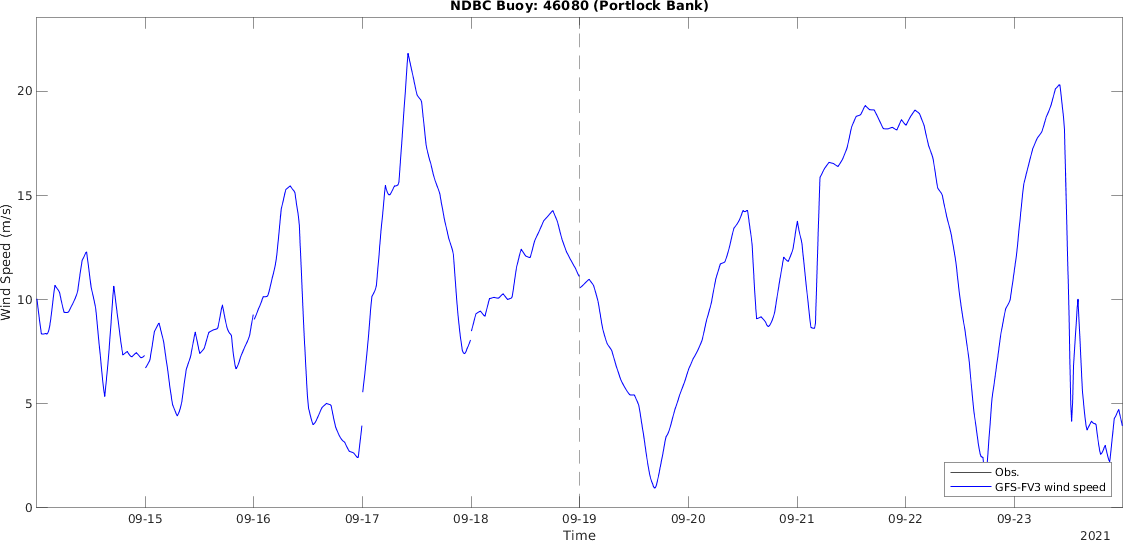 NDBC Buoy: 46080 (Portlock Bank)
Wind Speed (m/s)
20
15
10
5
0
Obs.
GFS-FV3 wind speed
09-15 09-16 09-17 09-18 09-19 09-20 09-21 09-22 09-23
Time
2021